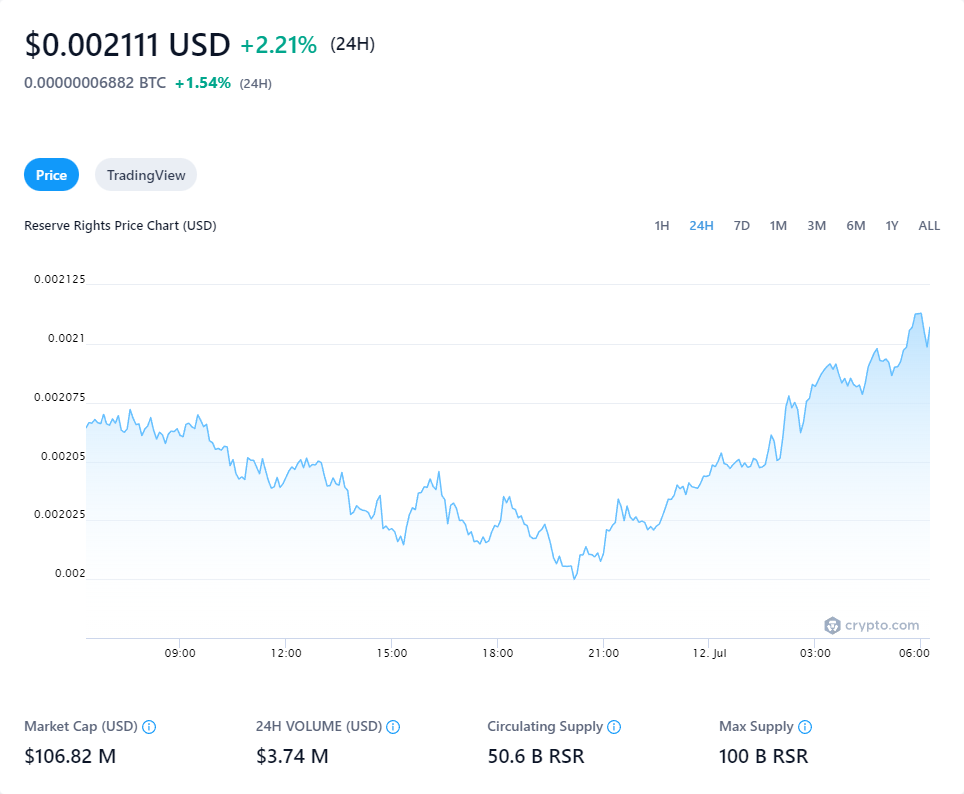 $0.002111 USD +2.21% (24H)
0.00000006882 BTC +1.54% (24H)
Price TradingView
Reserve Rights Price Chart (USD) 1H 24H 7D 1M 3M 6M 1Y ALL
0.002125
0.0021
0.002075
0.00205
0.002025
0.002
crypto.com
09:00 12:00 15:00 18:00 21:00 12. Jul 03:00 06:00
Market Cap (USD) 24H VOLUME (USD) Circulating Supply Max Supply
$106.82 M $3.74 M 50.6 B RSR 100 B RSR